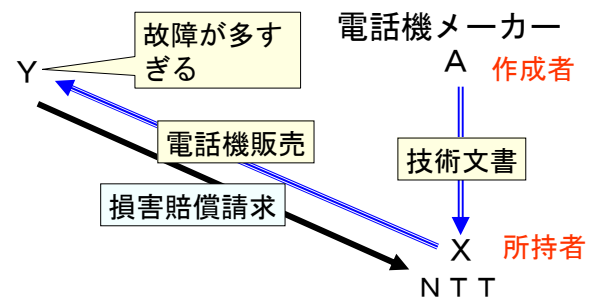 電話機メーカー
故障が多す
ぎる
Y
A
作成者
電話機販売
技術文書
損害賠償請求
X
所持者
NTT